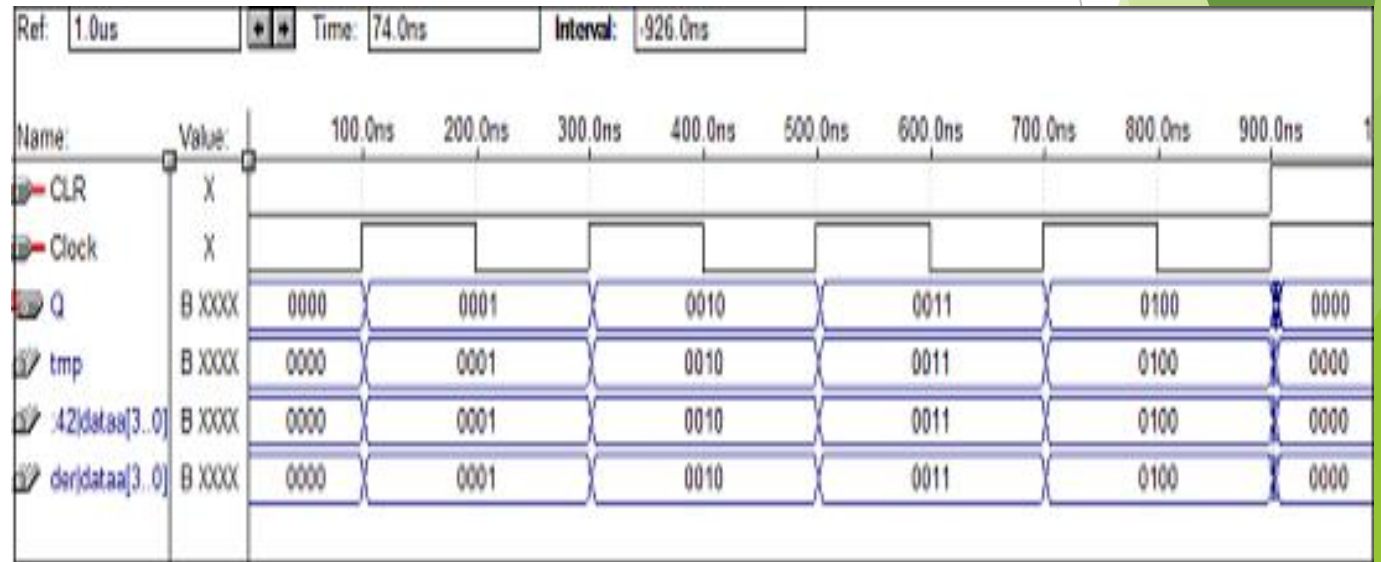 Ref: 1.0us Time: 74.0ns Interval: -926.0ns
Name: Value: 100.0ns 200.0ns 300.0ns 400.0ns 500.0ns 600.0ns 700.0ns 800.0ns 900.0ns 1
CLR X
Clock X
Q B XXXX 0000 0001 0010 0011 0100 0000
tmp B XXXX 0000 0001 0010 0011 0100 0000
:42|dataa[3..0] B XXXX 0000 0001 0010 0011 0100 0000
der|dataa[3..0] B XXXX 0000 0001 0010 0011 0100 0000